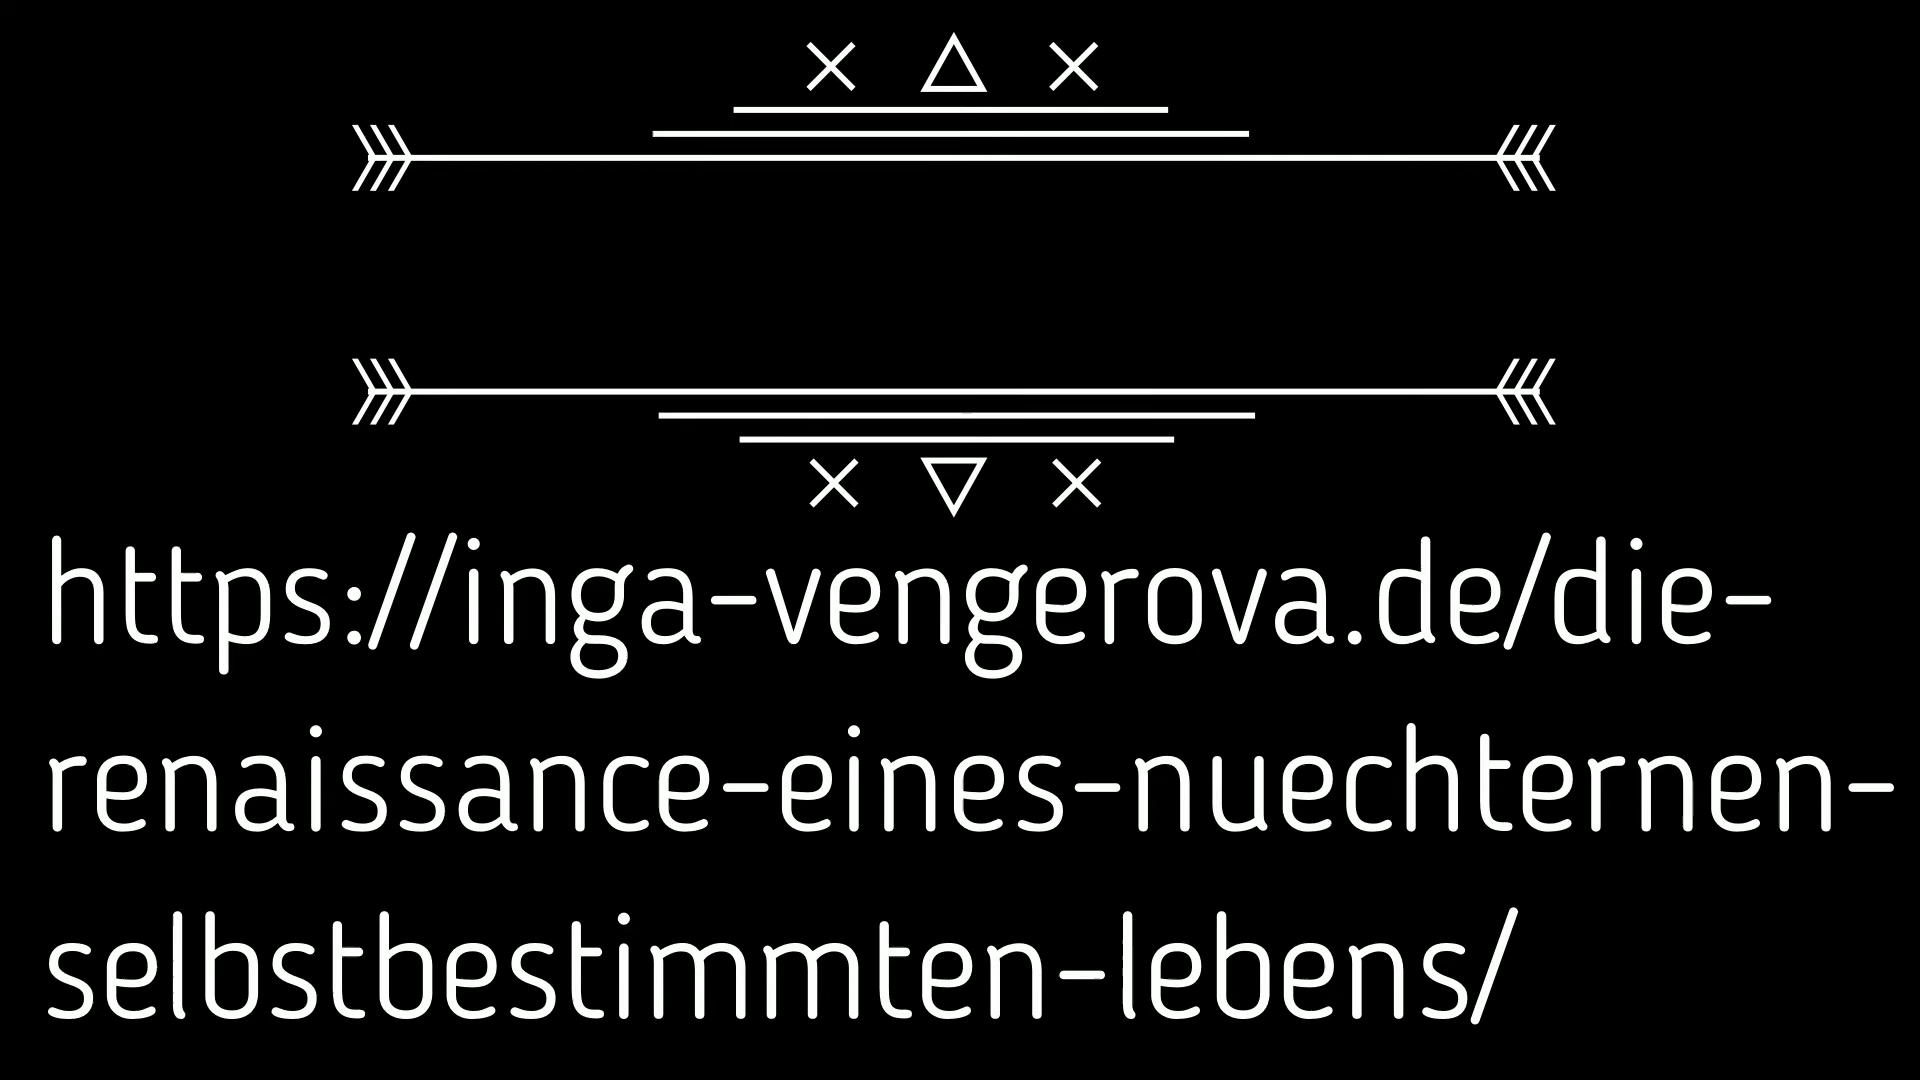 https://inga-vengerova.de/die-
renaissance-eines-nuechternen-
selbstbestimmten-lebens/